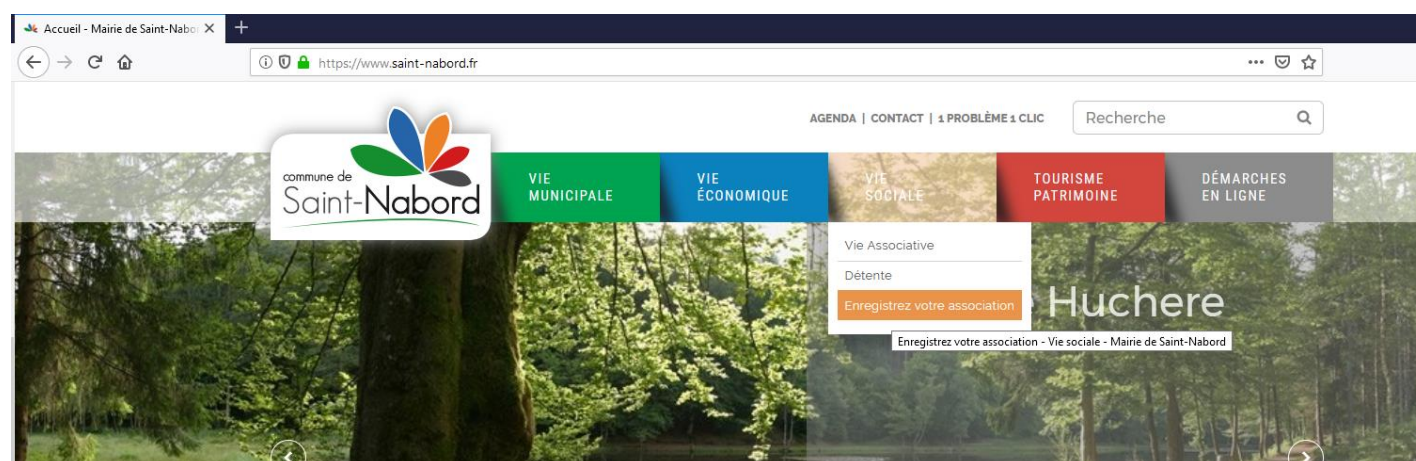 Accueil - Mairie de Saint-Nabo
https://www.saint-nabord.fr
AGENDA | CONTACT | 1 PROBLÈME 1 CLIC
Recherche
commune de
Saint-Nabord
VIE
MUNICIPALE
VIE
ÉCONOMIQUE
VIE
SOCIALE
TOURISME
PATRIMOINE
DÉMARCHES
EN LIGNE
Vie Associative
Détente
Enregistrez votre association
Huchere
Enregistrez votre association - Vie sociale - Mairie de Saint-Nabord